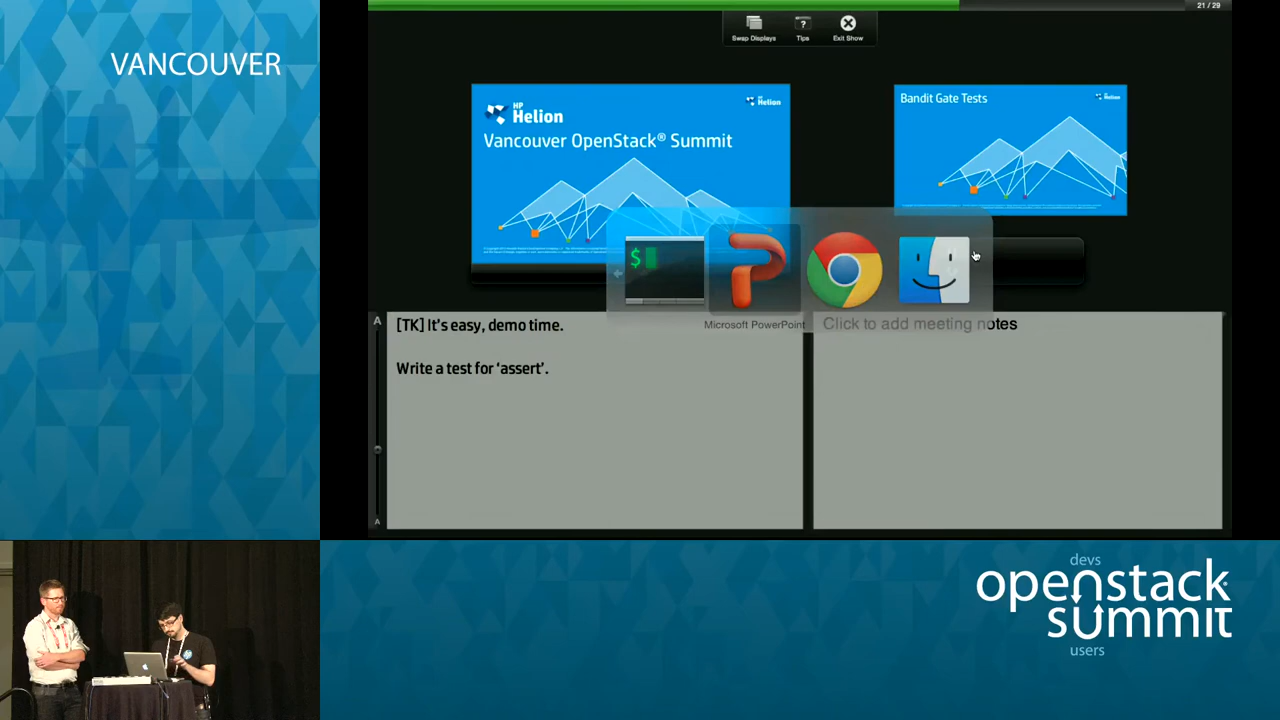 VANCOUVER
21 / 29
Swap Displays
Tips
Exit Show
HP
Helion
Helion
Vancouver OpenStack® Summit
Bandit Gate Tests
Helion
$
Microsoft PowerPoint
[TK] It's easy, demo time.
Write a test for 'assert'.
Click to add meeting notes
A
A
devs
openstack
summit
users